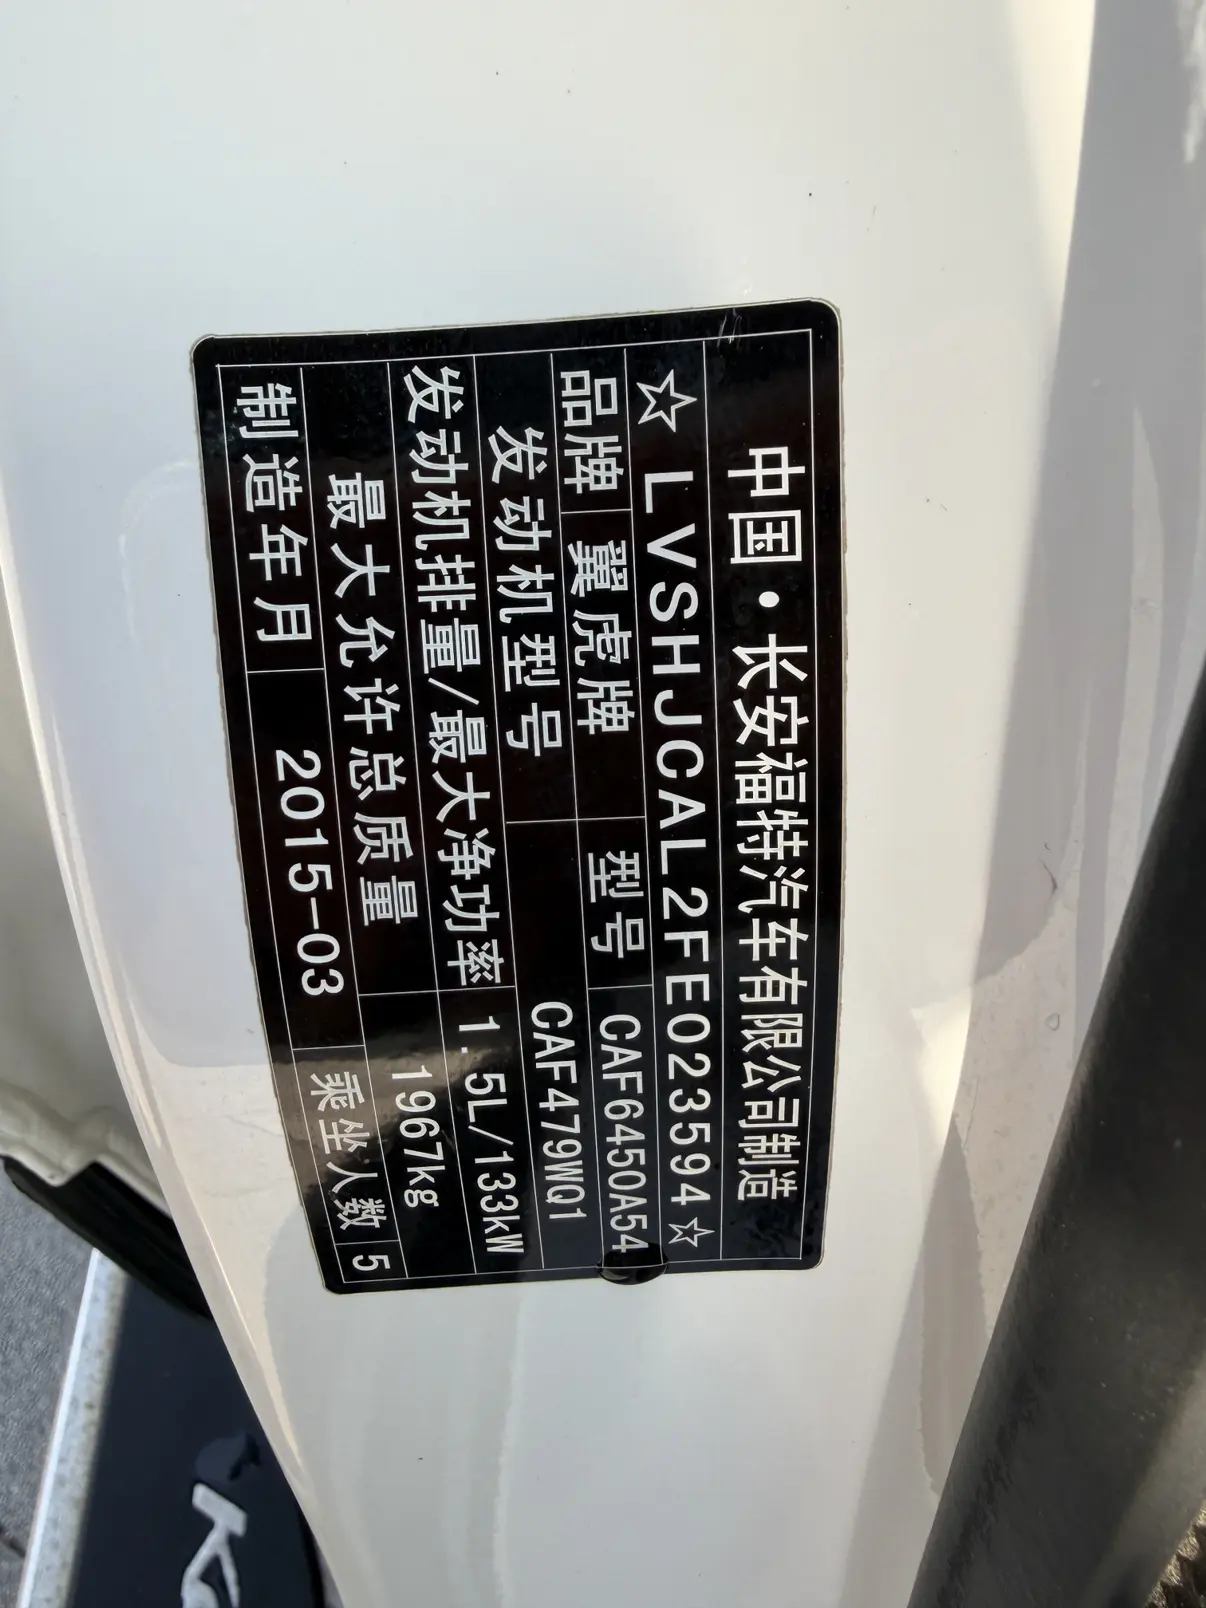 中国·长安福特汽车有限公司制造
☆ LVSHJCAL2FE023594 ☆
品牌 翼虎牌 型号 CAF6450A54
发动机型号 CAF479WQ1
发动机排量/最大净功率 1.5L/133kW
最大允许总质量 1967kg
制造年月 2015-03 乘坐人数 5